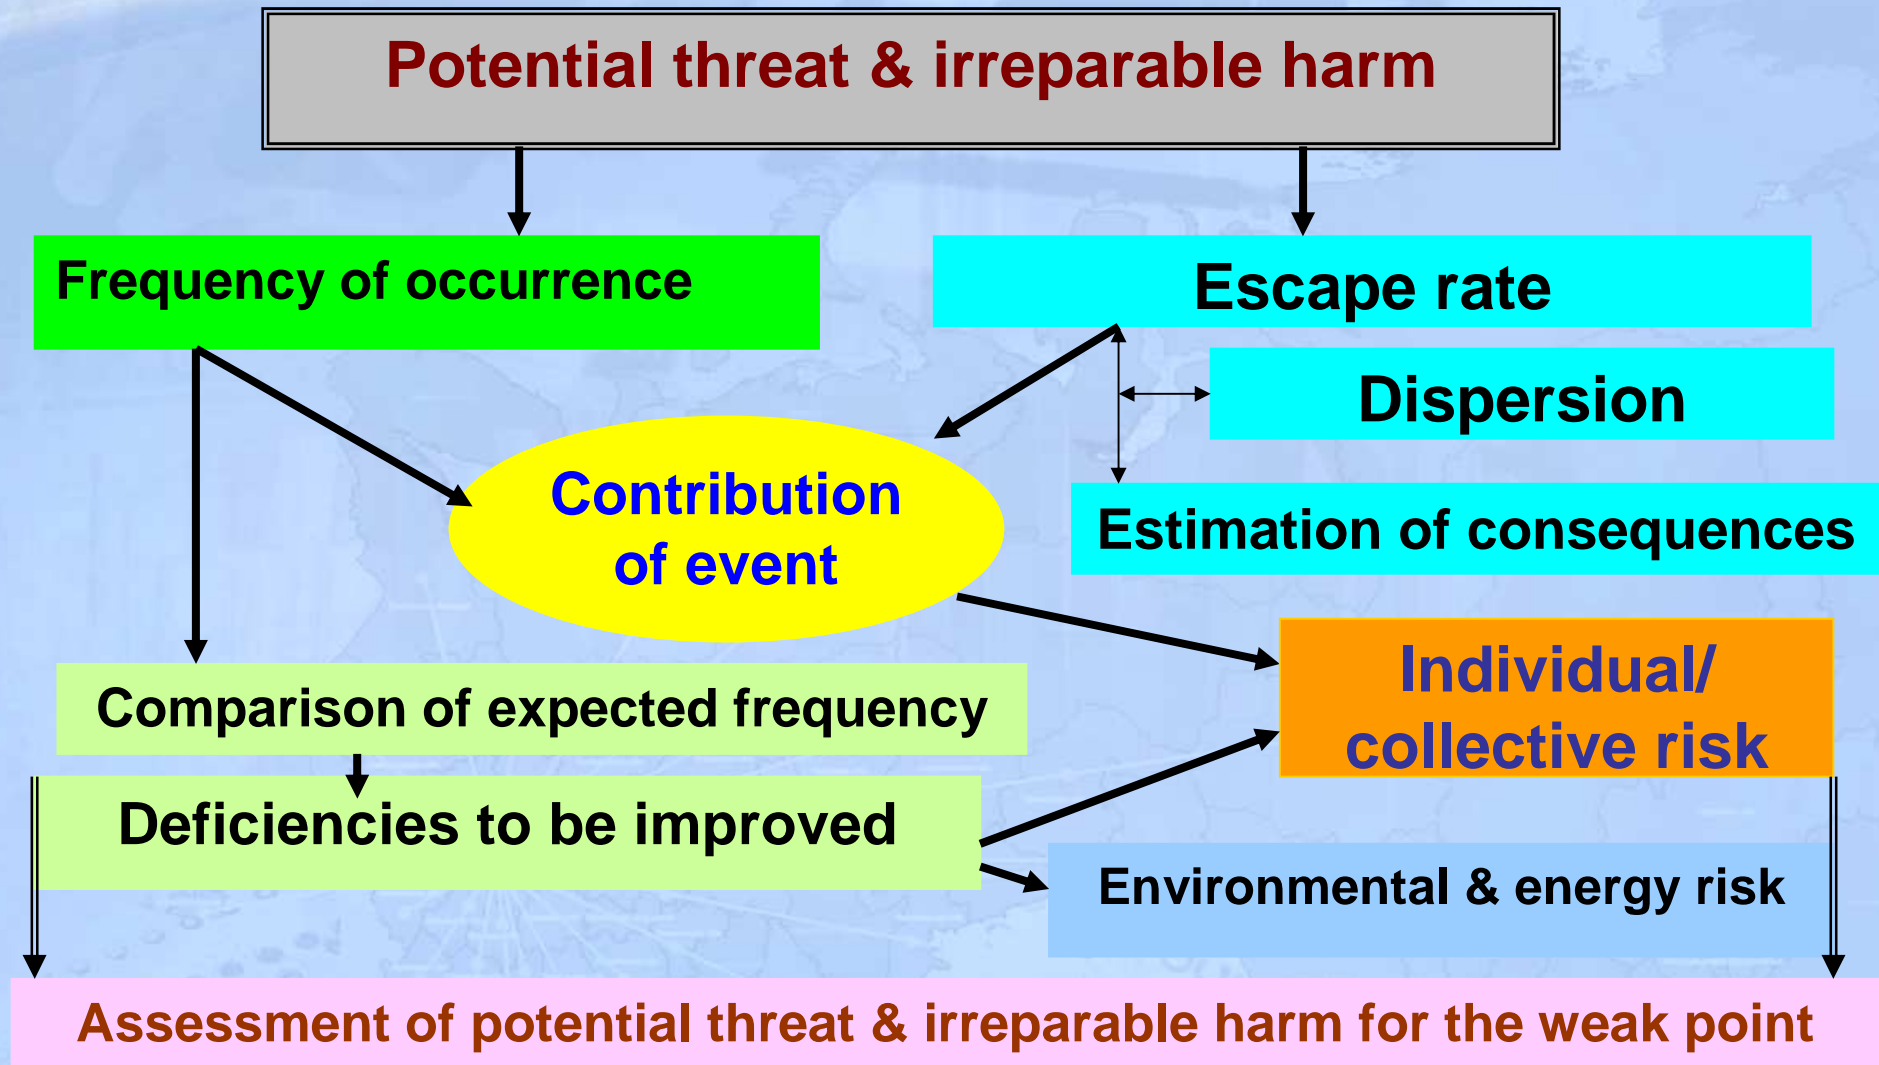 Potential threat & irreparable harm
Frequency of occurrence
Escape rate
Dispersion
Contribution
of event
Estimation of consequences
Individual/
collective risk
Comparison of expected frequency
Deficiencies to be improved
Environmental & energy risk
Assessment of potential threat & irreparable harm for the weak point